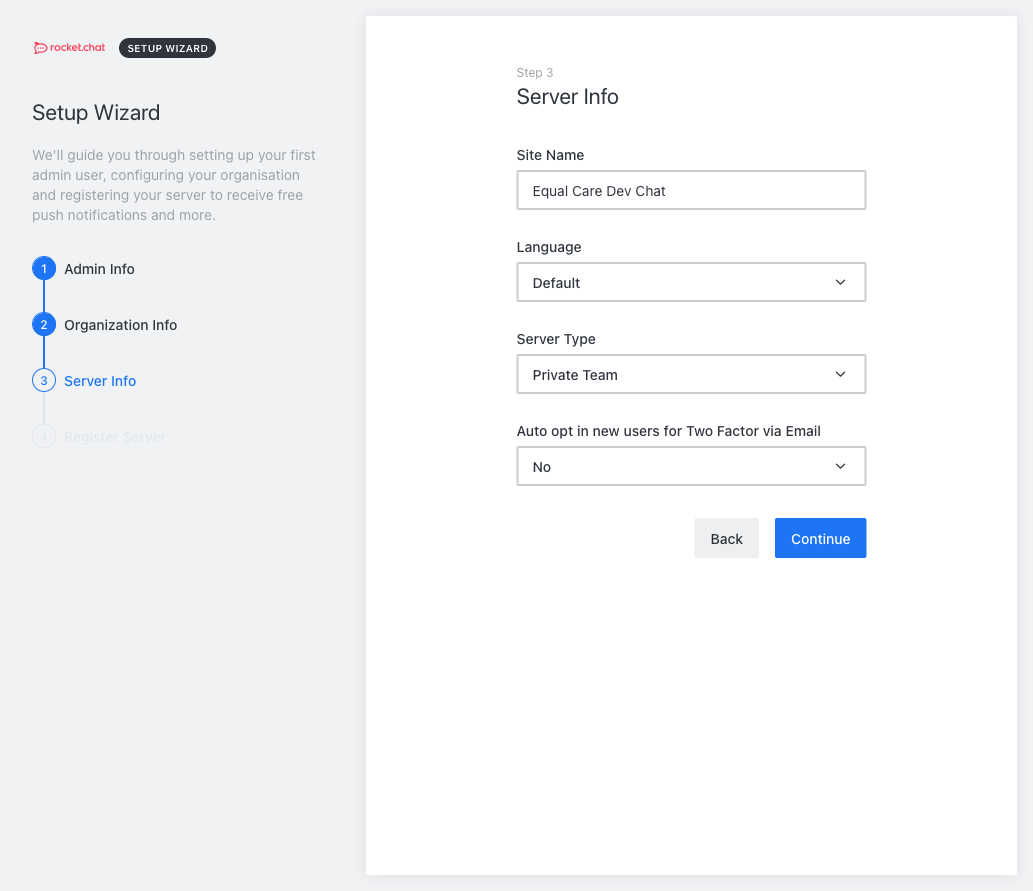 rocket.chat SETUP WIZARD
Setup Wizard
We'll guide you through setting up your first
admin user, configuring your organisation
and registering your server to receive free
push notifications and more.
1 Admin Info
2 Organization Info
3 Server Info
4 Register Server
Step 3
Server Info
Site Name
Equal Care Dev Chat
Language
Default
Server Type
Private Team
Auto opt in new users for Two Factor via Email
No
Back Continue